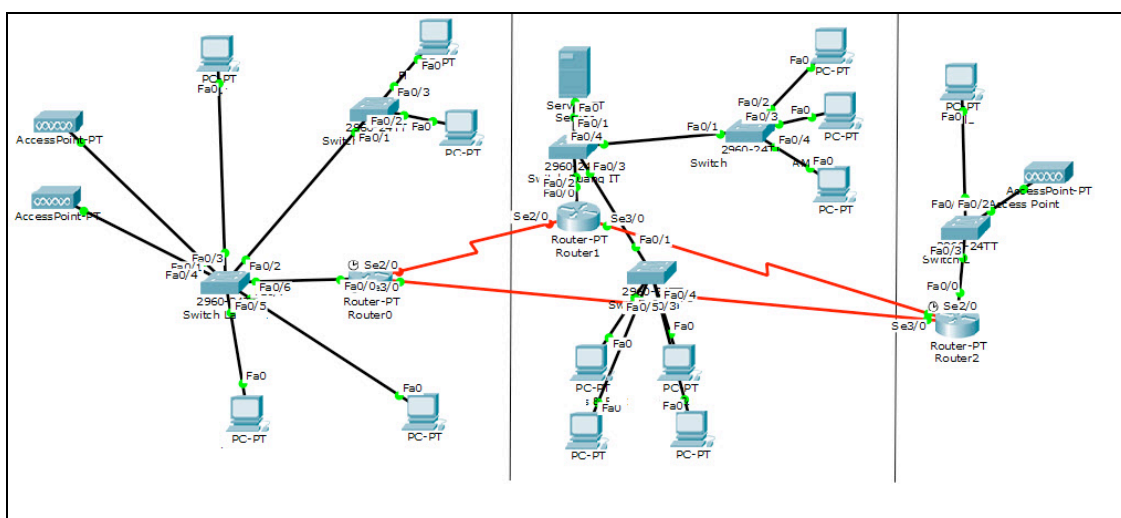 PC-PT
Fa0
AccessPoint-PT
AccessPoint-PT
Fa0
PT
Fa0/3
Fa0/2
Fa0
2960-24TT
Switch
Fa0/1
PC-PT
Fa0/3
Fa0/1
Fa0/2
Fa0/4
Fa0/6
Fa0/5
Switch
Se2/0
Fa0/0
Router-PT
Router0
Fa0
PC-PT
Fa0
PC-PT
Fa0
Fa0/1
Fa0/4
Fa0/3
IT
Fa0/2
Fa0/0
Se2/0
Se3/0
Router-PT
Router1
Fa0/1
Fa0/1
Fa0/2
Fa0/3
Fa0/4
Switch
Fa0
PC-PT
Fa0
PC-PT
Fa0
PC-PT
Fa0/1
Fa0/4
Fa0/5
Fa0
PC-PT
PC-PT
Fa0
PC-PT
PC-PT
PC-PT
Fa0
AccessPoint-PT
Access Point
Fa0/2
Fa0/3
Fa0/0
Se2/0
Se3/0
Router-PT
Router2